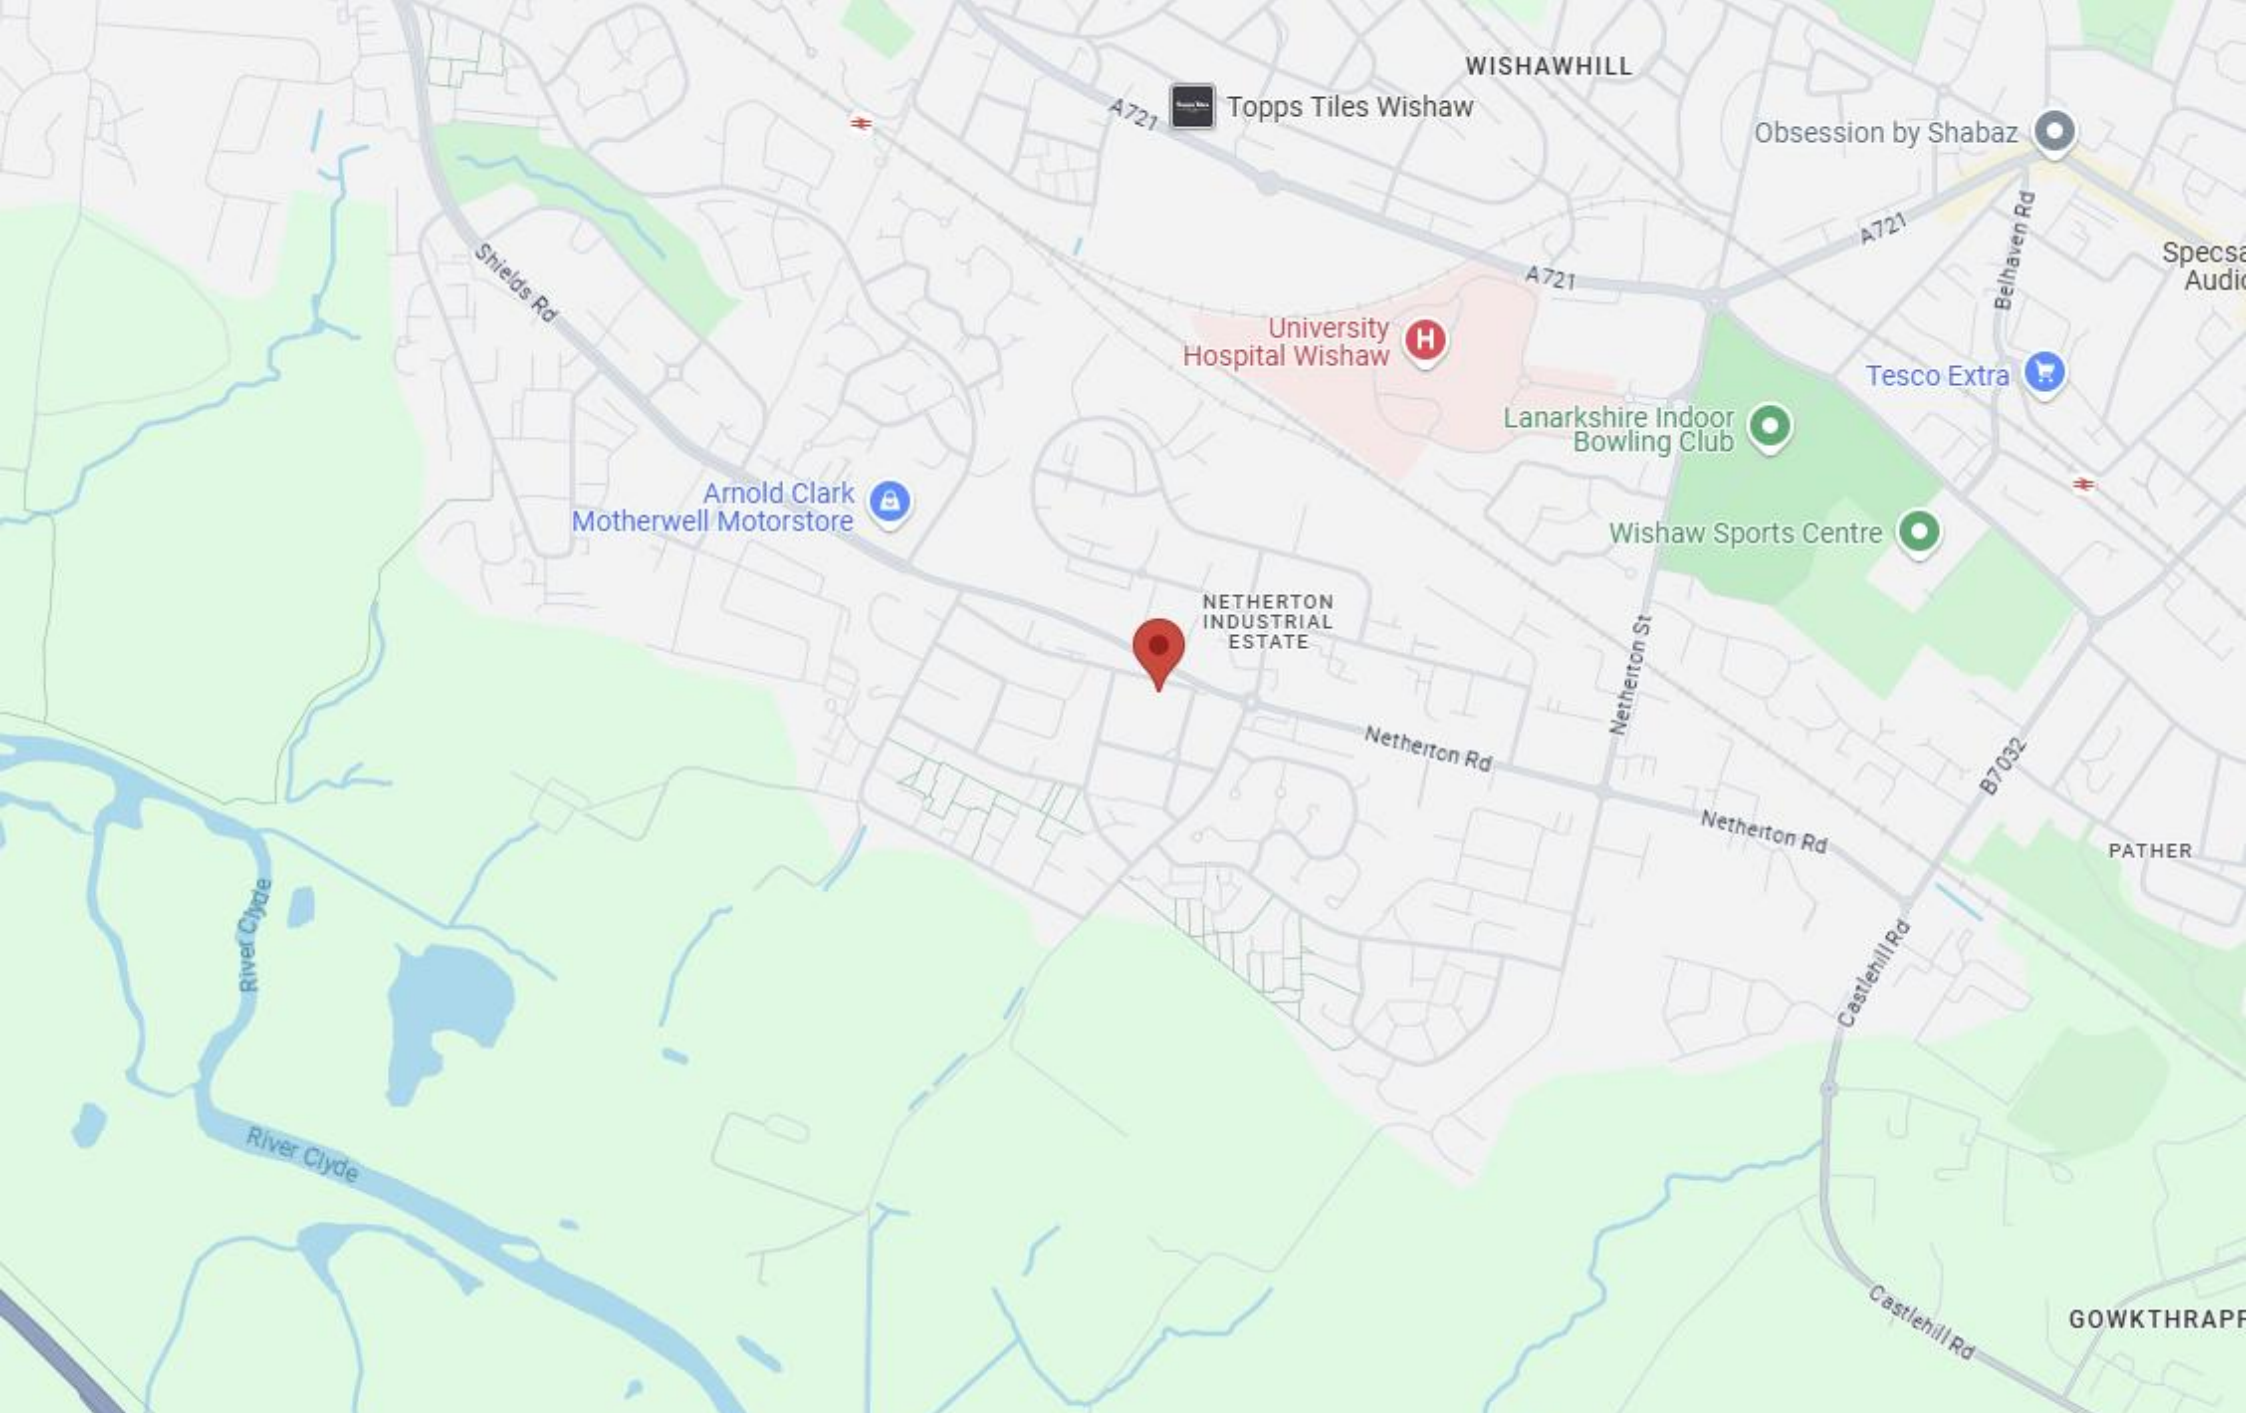 WISHAWHILL
A721
Topps Tiles Wishaw
Obsession by Shabaz
A721
Belhaven Rd
Specsa
Audio
Shields Rd
A721
University
Hospital Wishaw
Tesco Extra
Lanarkshire Indoor
Bowling Club
Arnold Clark
Motherwell Motorstore
Wishaw Sports Centre
NETHERTON
INDUSTRIAL
ESTATE
Netherton St
Netherton Rd
B7032
Netherton Rd
PATHER
River Clyde
Castlehill Rd
River Clyde
Castlehill Rd
GOWKTHRAPP